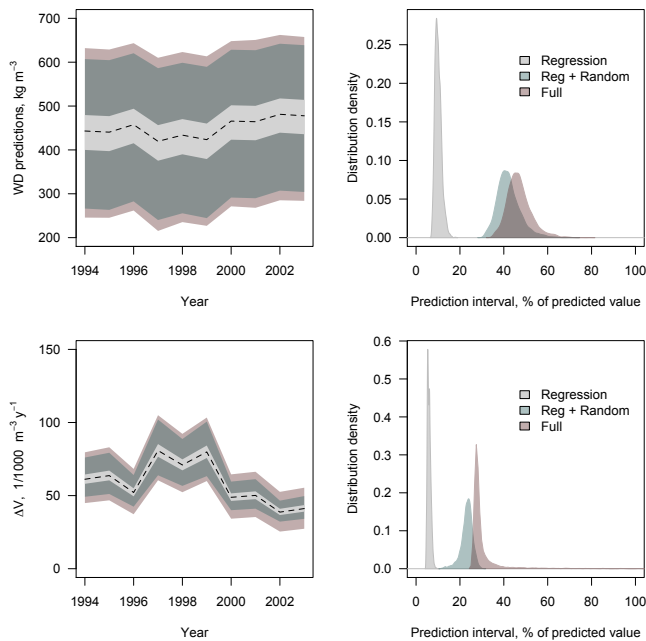 700
600
500
400
300
200
WD predictions, kg m⁻³
1994 1996 1998 2000 2002
Year
0.25
0.20
0.15
0.10
0.05
0.00
Distribution density
Regression
Reg + Random
Full
0 20 40 60 80 100
Prediction interval, % of predicted value
150
100
50
0
ΔV, 1/1000 m⁻³ y⁻¹
1994 1996 1998 2000 2002
Year
0.6
0.5
0.4
0.3
0.2
0.1
0.0
Distribution density
Regression
Reg + Random
Full
0 20 40 60 80 100
Prediction interval, % of predicted value